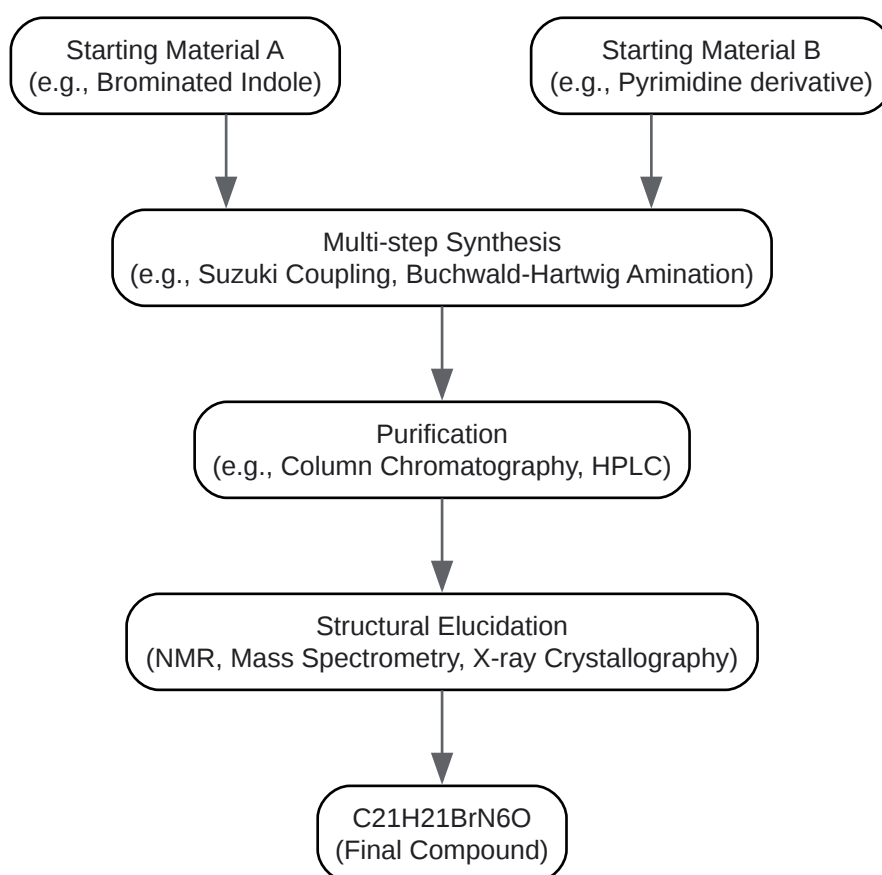 Starting Material A
(e.g., Brominated Indole)
Starting Material B
(e.g., Pyrimidine derivative)
Multi-step Synthesis
(e.g., Suzuki Coupling, Buchwald-Hartwig Amination)
Purification
(e.g., Column Chromatography, HPLC)
Structural Elucidation
(NMR, Mass Spectrometry, X-ray Crystallography)
C21H21BrN6O
(Final Compound)